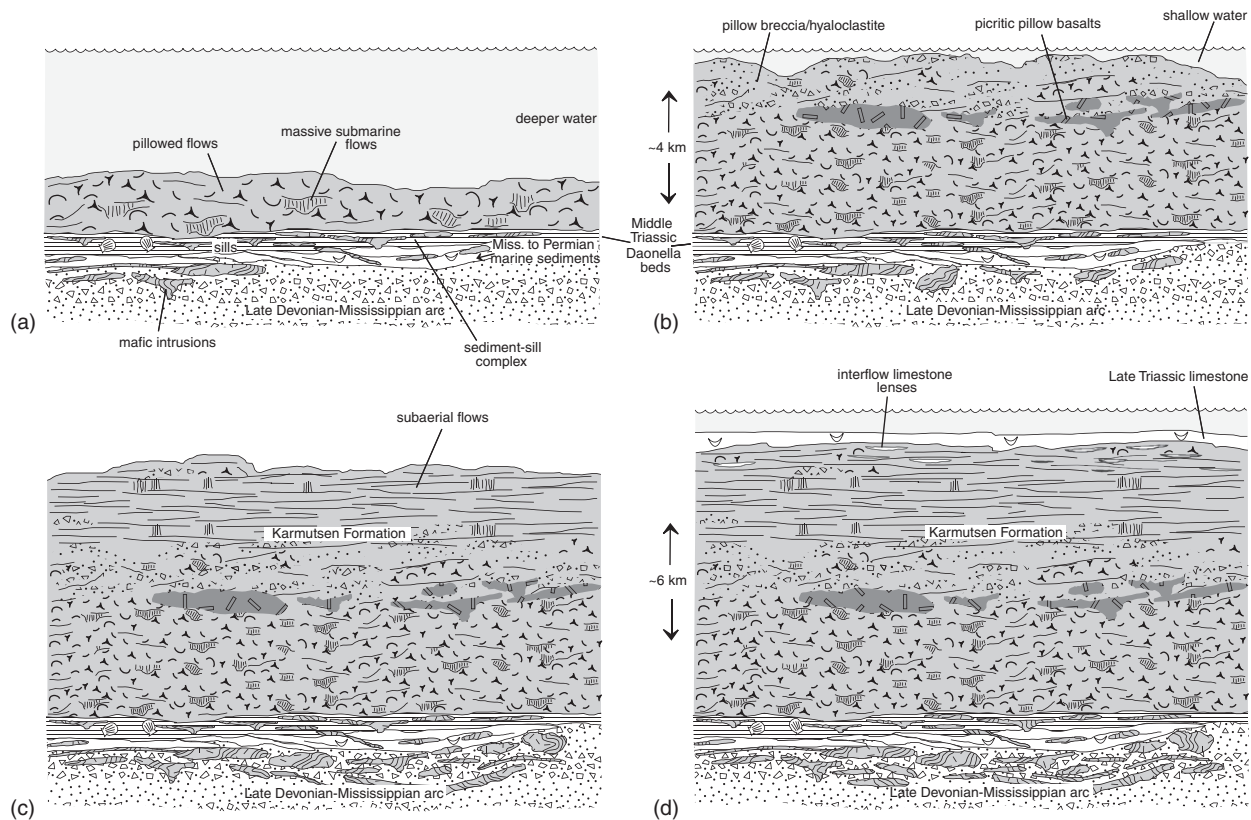 pillowed flows
massive submarine
flows
deeper water
sills
Miss. to Permian
marine sediments
Late Devonian-Mississippian arc
(a)
mafic intrusions
sediment-sill
complex
pillow breccia/hyaloclastite
picritic pillow basalts
shallow water
~4 km
Middle
Triassic
Daonella
beds
Late Devonian-Mississippian arc
(b)
subaerial flows
Karmutsen Formation
Late Devonian-Mississippian arc
(c)
interflow limestone
lenses
Late Triassic limestone
Karmutsen Formation
~6 km
Late Devonian-Mississippian arc
(d)